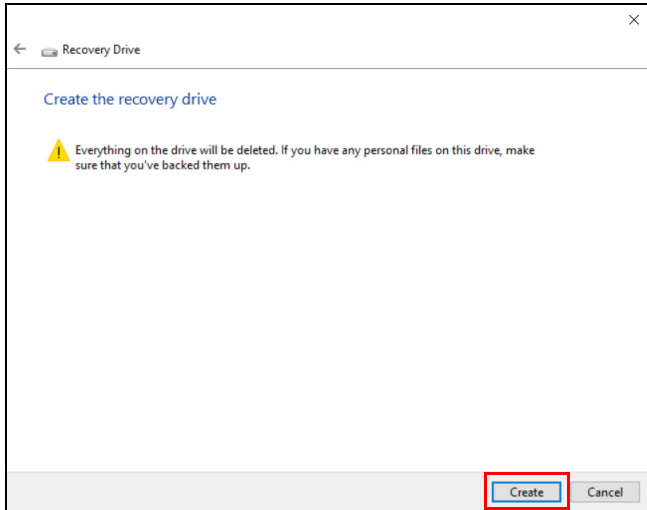 Recovery Drive
Create the recovery drive
Everything on the drive will be deleted. If you have any personal files on this drive, make
sure that you've backed them up.
Create Cancel